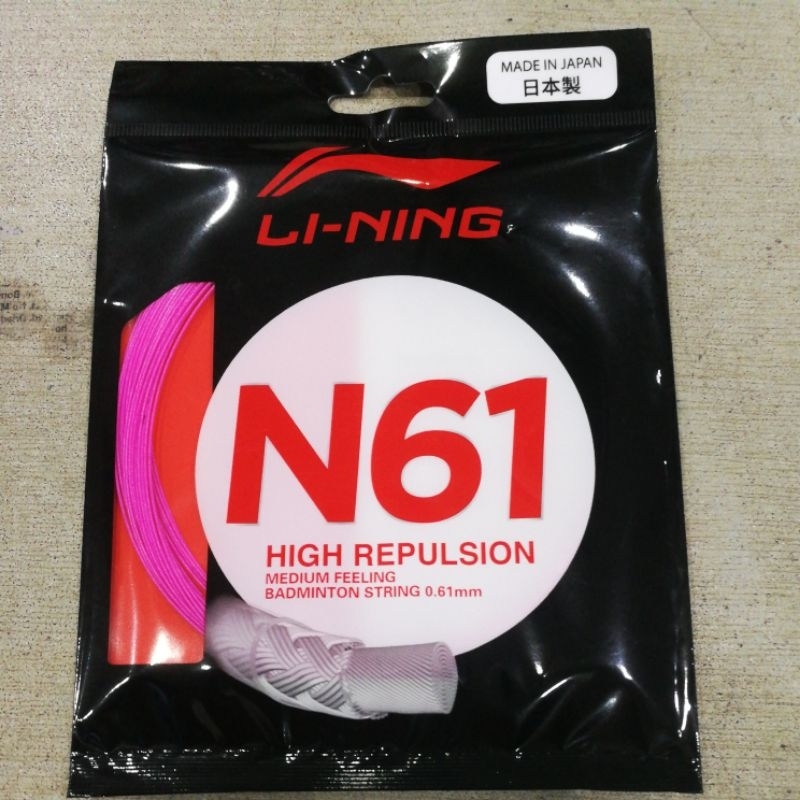 MADE IN JAPAN
日本製
LI-NING
N61
HIGH REPULSION
MEDIUM FEELING
BADMINTON STRING 0.61mm